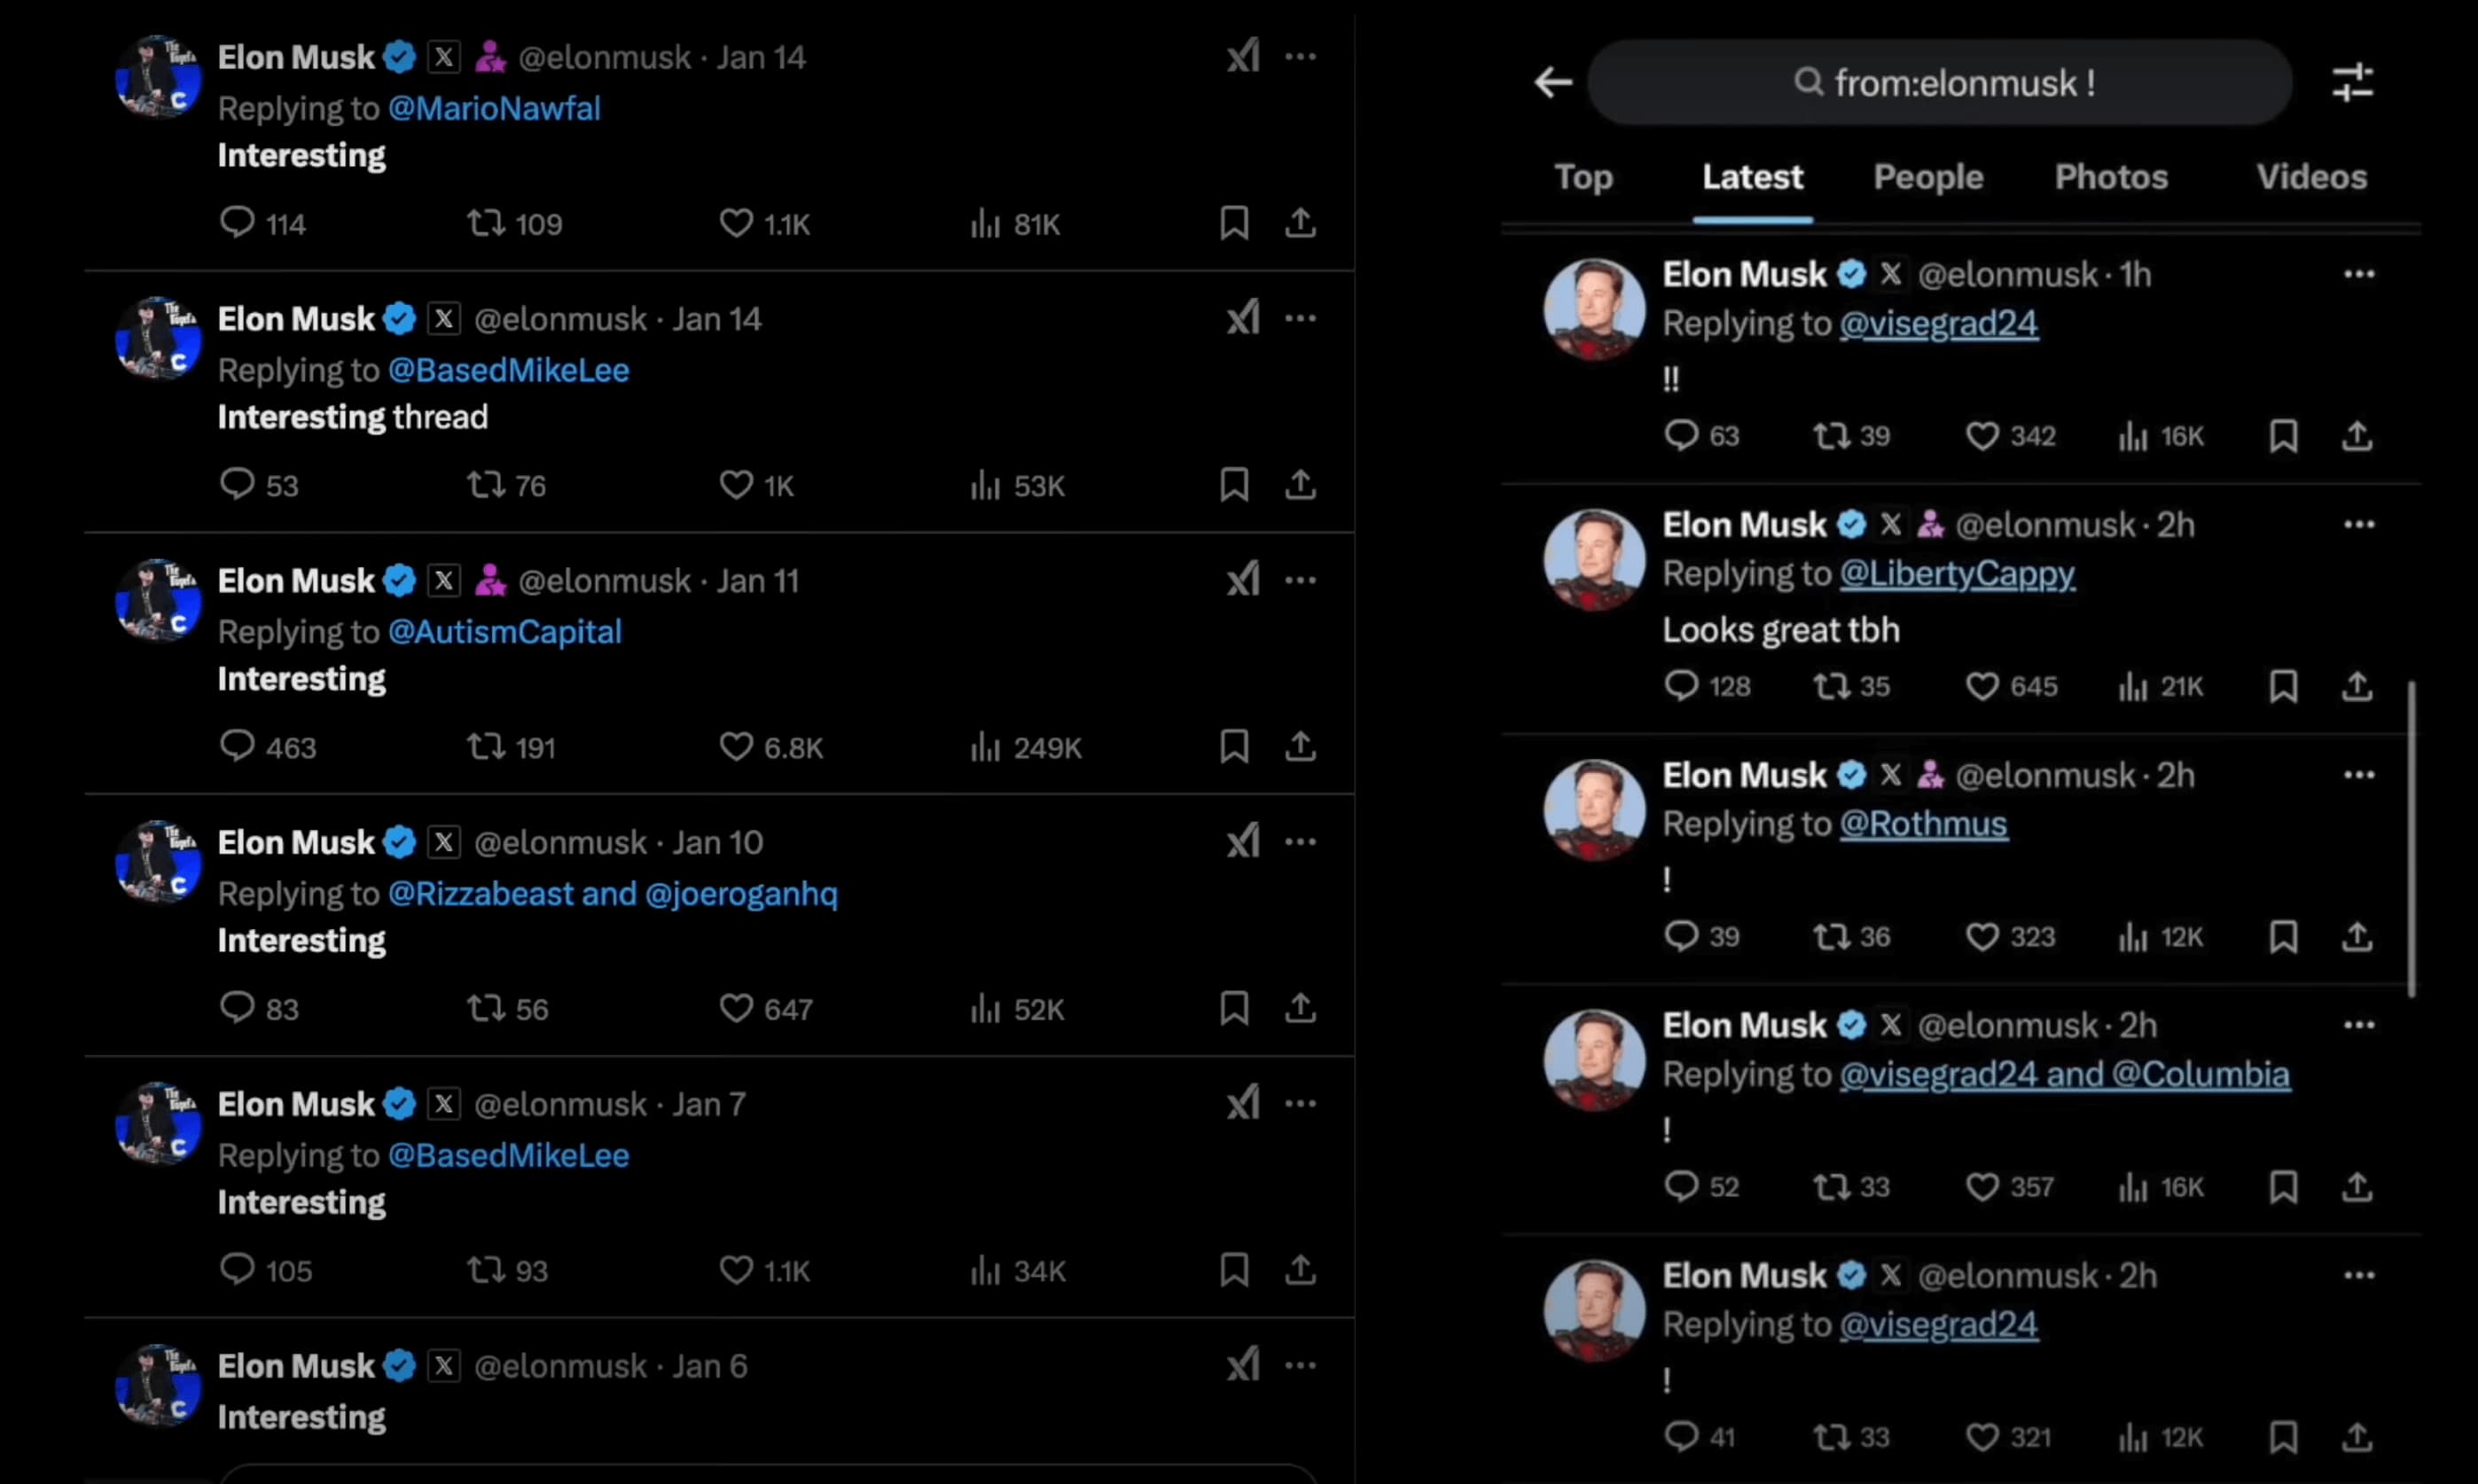 Elon Musk @elonmusk · Jan 14
Replying to @MarioNawfal
Interesting
114 109 1.1K 81K
Elon Musk @elonmusk · Jan 14
Replying to @BasedMikeLee
Interesting thread
53 76 1K 53K
Elon Musk @elonmusk · Jan 11
Replying to @AutismCapital
Interesting
463 191 6.8K 249K
Elon Musk @elonmusk · Jan 10
Replying to @Rizzabeast and @joeroganhq
Interesting
83 56 647 52K
Elon Musk @elonmusk · Jan 7
Replying to @BasedMikeLee
Interesting
105 93 1.1K 34K
Elon Musk @elonmusk · Jan 6
Interesting
from:elonmusk !
Top Latest People Photos Videos
Elon Musk @elonmusk · 1h
Replying to @visegrad24
!!
63 39 342 16K
Elon Musk @elonmusk · 2h
Replying to @LibertyCappy
Looks great tbh
128 35 645 21K
Elon Musk @elonmusk · 2h
Replying to @Rothmus
!
39 36 323 12K
Elon Musk @elonmusk · 2h
Replying to @visegrad24 and @Columbia
!
52 33 357 16K
Elon Musk @elonmusk · 2h
Replying to @visegrad24
!
41 33 321 12K